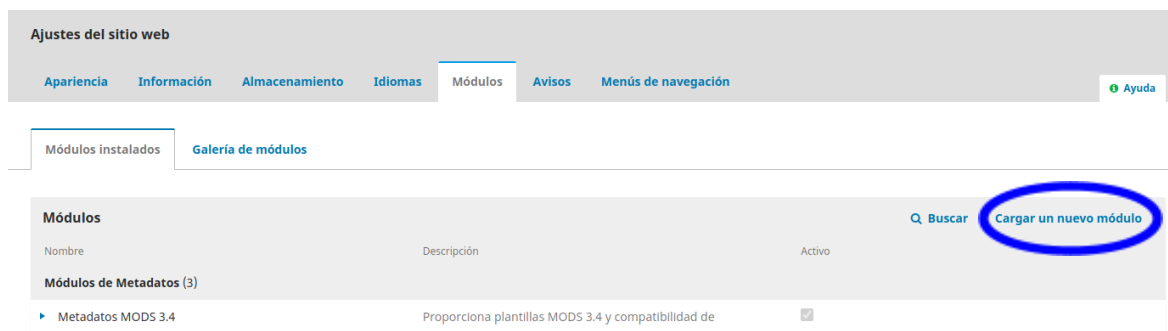 Ajustes del sitio web
Apariencia Información Almacenamiento Idiomas Módulos Avisos Menús de navegación
Ayuda
Módulos instalados Galería de módulos
Módulos Buscar Cargar un nuevo módulo
Nombre Descripción Activo
Módulos de Metadatos (3)
Metadatos MODS 3.4 Proporciona plantillas MODS 3.4 y compatibilidad de